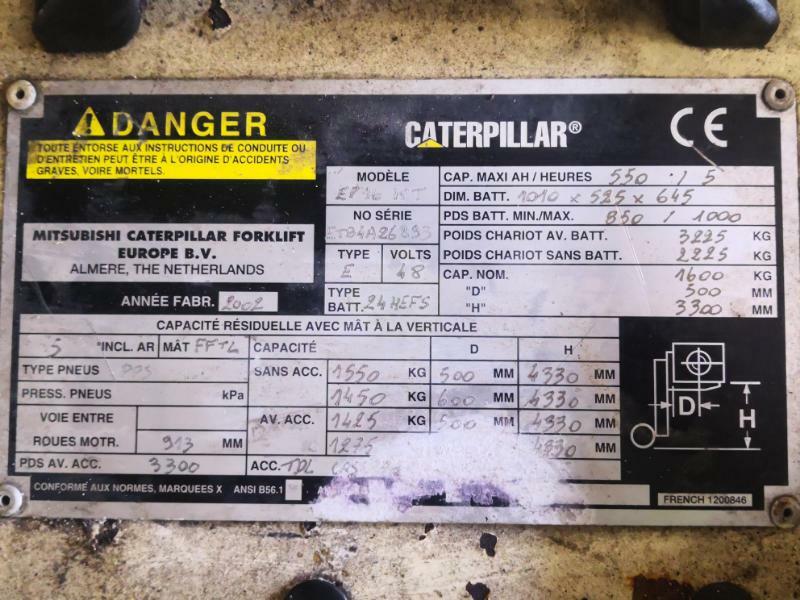 DANGER
TOUTE ENTORSE AUX INSTRUCTIONS DE CONDUITE OU
D'ENTRETIEN PEUT ÊTRE À L'ORIGINE D'ACCIDENTS
GRAVES, VOIRE MORTELS.
MITSUBISHI CATERPILLAR FORKLIFT
EUROPE B.V.
ALMERE, THE NETHERLANDS
ANNÉE FABR. 2002
CATERPILLAR®
CE
MODÈLE
NO SÉRIE
TYPE VOLTS
E 48
TYPE
BATT. 24HEFS
CAP. MAXI AH / HEURES 550 / 5
DIM. BATT. 1010 x 525 x 645
PDS BATT. MIN./MAX. 850 / 1000
POIDS CHARIOT AV. BATT. 3225 KG
POIDS CHARIOT SANS BATT. 2225 KG
CAP. NOM. 1600 KG
"D" 500 MM
"H" 3300 MM
CAPACITÉ RÉSIDUELLE AVEC MÂT À LA VERTICALE
5 °INCL. AR MÂT FFTL CAPACITÉ D H
TYPE PNEUS SANS ACC. 1550 KG 500 MM 4330 MM
PRESS. PNEUS kPa 1450 KG 600 MM 4330 MM
VOIE ENTRE AV. ACC. 1425 KG 500 MM 4330 MM
ROUES MOTR. 913 MM 1275 4330 MM
PDS AV. ACC. 3300 ACC. TDL
CONFORME AUX NORMES, MARQUEES X ANSI B56.1
D H
FRENCH 1200846